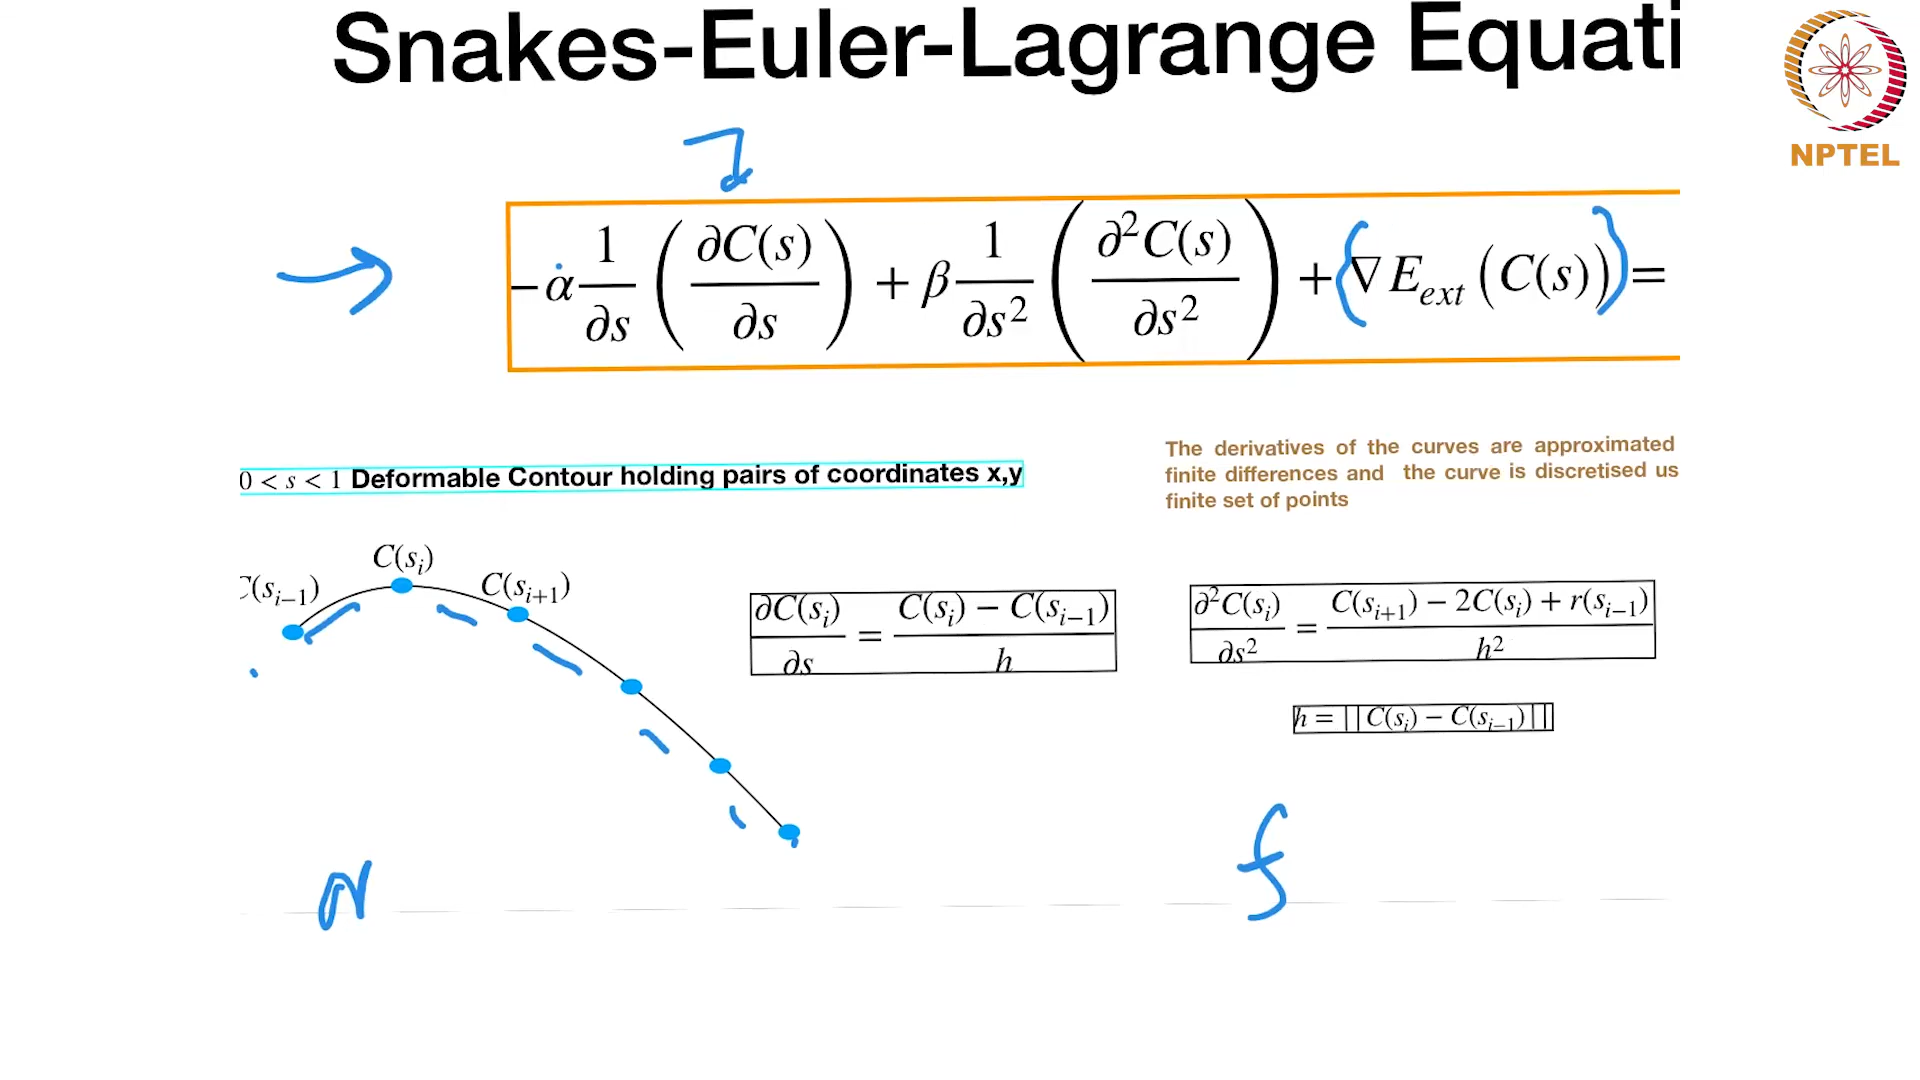 Snakes-Euler-Lagrange Equati
NPTEL
−α 1/∂s (∂C(s)/∂s) + β 1/∂s² (∂²C(s)/∂s²) + {∇E_ext (C(s))} =
0 < s < 1 Deformable Contour holding pairs of coordinates x,y
The derivatives of the curves are approximated
finite differences and the curve is discretised us
finite set of points
C(s_i)
C(s_{i−1})
C(s_{i+1})
∂C(s_i)/∂s = C(s_i) − C(s_{i−1})/h
∂²C(s_i)/∂s² = C(s_{i+1}) − 2C(s_i) + r(s_{i−1})/h²
h = ||C(s_i) − C(s_{i−1})||